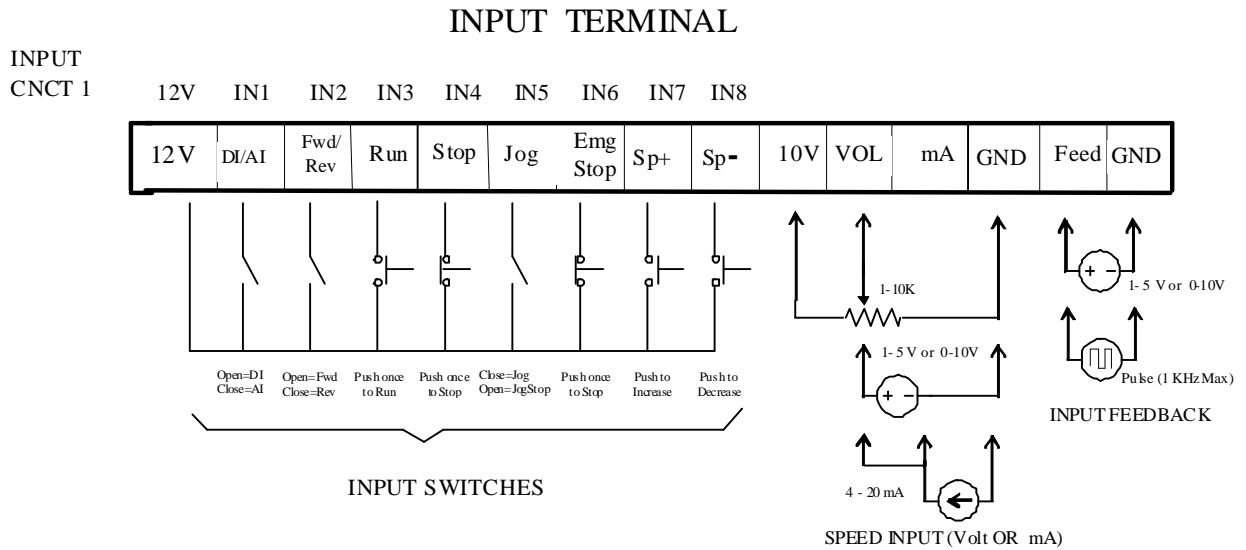 INPUT TERMINAL
INPUT
CNCT 1
12V IN1 IN2 IN3 IN4 IN5 IN6 IN7 IN8
12V DI/AI Fwd/ Rev Run Stop Jog Emg Stop Sp+ Sp- 10V VOL mA GND Feed GND
1-10K
1-5 V or 0-10V
1-5 V or 0-10V
Open=DI
Close=AI
Open=Fwd
Close=Rev
Push once
to Run
Push once
to Stop
Close=Jog
Open=JogStop
Push once
to Stop
Push to
Increase
Push to
Decrease
+ -
+ -
Pulse (1 KHz Max)
INPUT FEEDBACK
INPUT SWITCHES
4 - 20 mA
SPEED INPUT (Volt OR mA)